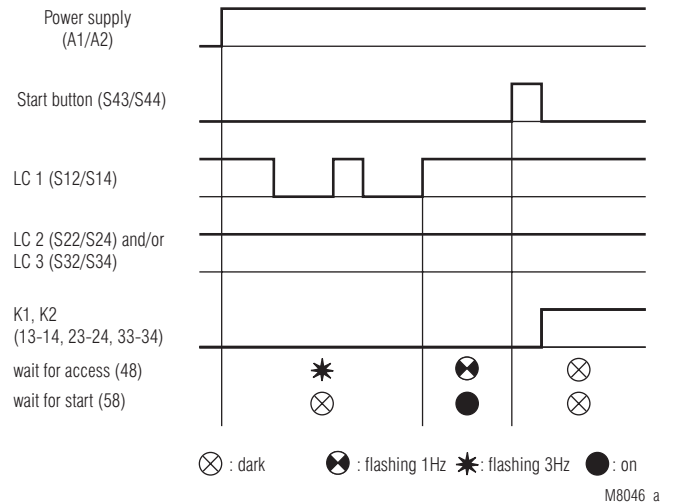 Power supply
(A1/A2)
Start button (S43/S44)
LC 1 (S12/S14)
LC 2 (S22/S24) and/or
LC 3 (S32/S34)
K1, K2
(13-14, 23-24, 33-34)
wait for access (48)
wait for start (58)
: dark : flashing 1Hz : flashing 3Hz : on
M8046_a